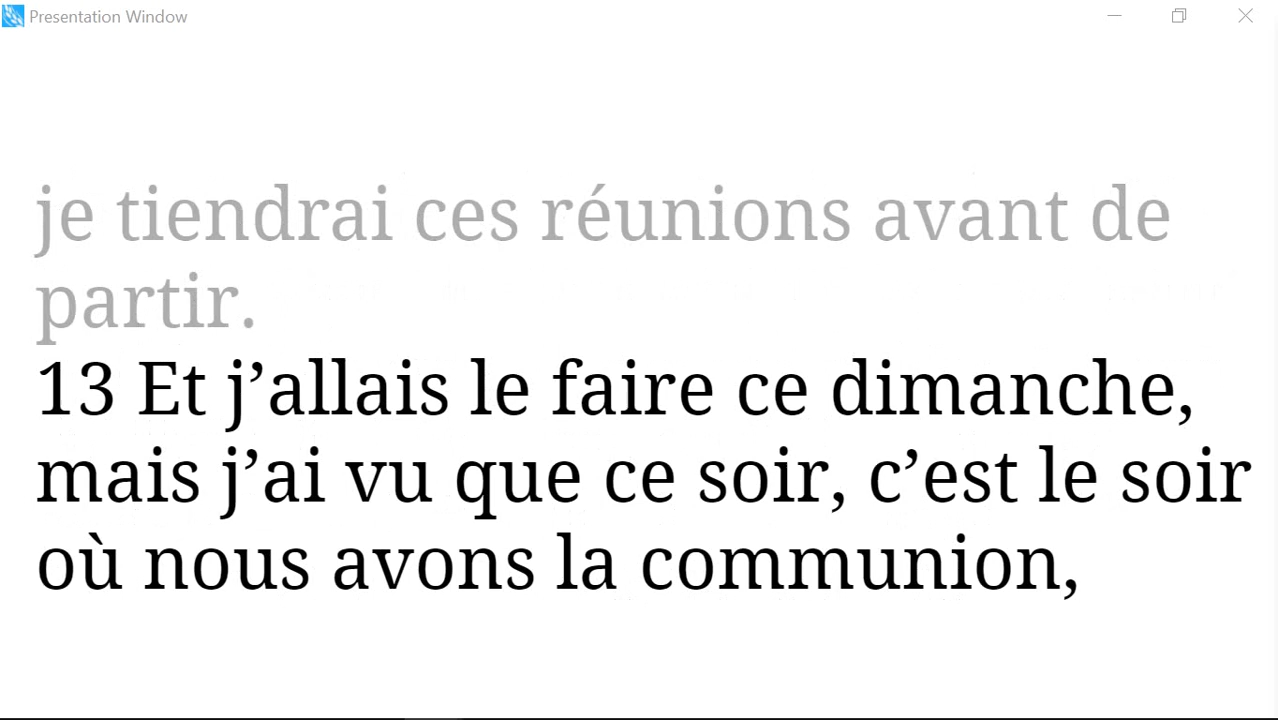 Presentation Window
je tiendrai ces réunions avant de
partir.
13 Et j’allais le faire ce dimanche,
mais j’ai vu que ce soir, c’est le soir
où nous avons la communion,